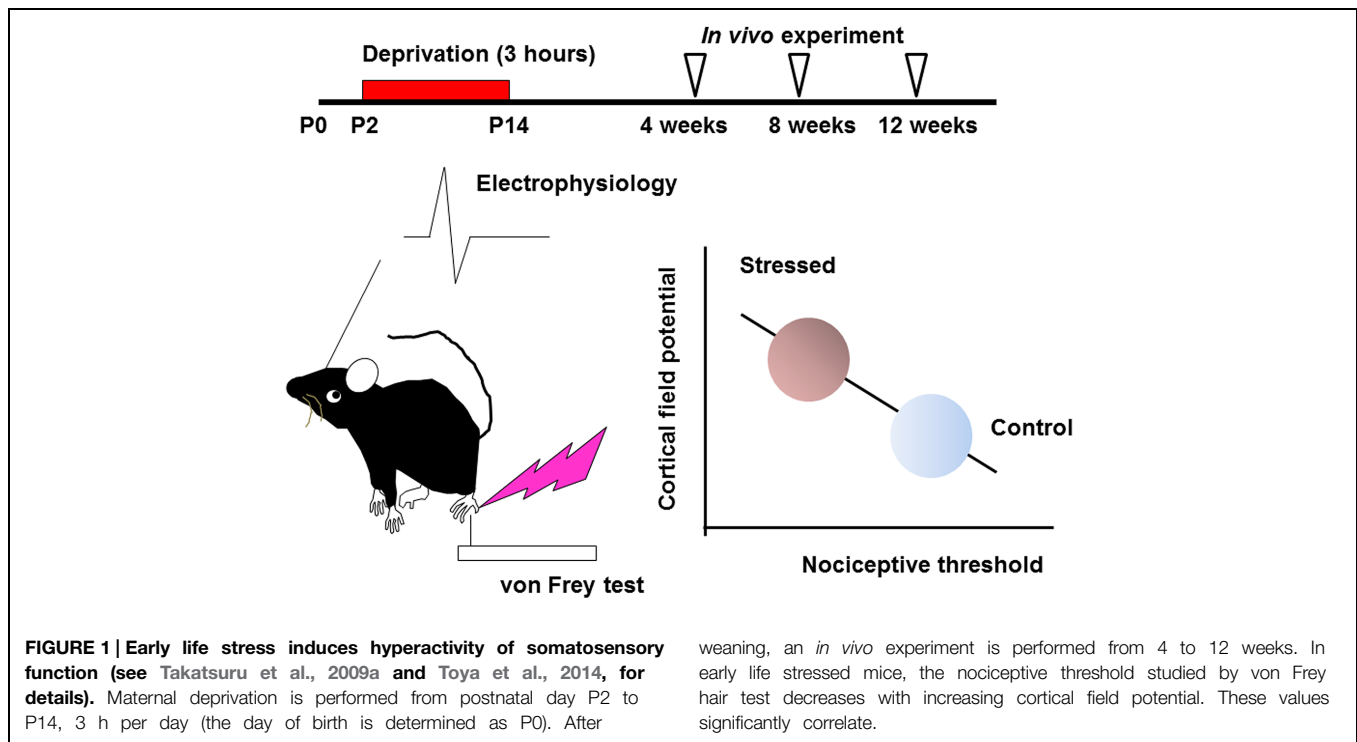 In vivo experiment
Deprivation (3 hours)
P0 P2 P14 4 weeks 8 weeks 12 weeks
Electrophysiology
Stressed
Cortical field potential
Control
Nociceptive threshold
von Frey test
FIGURE 1 | Early life stress induces hyperactivity of somatosensory
function (see Takatsuru et al., 2009a and Toya et al., 2014, for
details). Maternal deprivation is performed from postnatal day P2 to
P14, 3 h per day (the day of birth is determined as P0). After
weaning, an in vivo experiment is performed from 4 to 12 weeks. In
early life stressed mice, the nociceptive threshold studied by von Frey
hair test decreases with increasing cortical field potential. These values
significantly correlate.